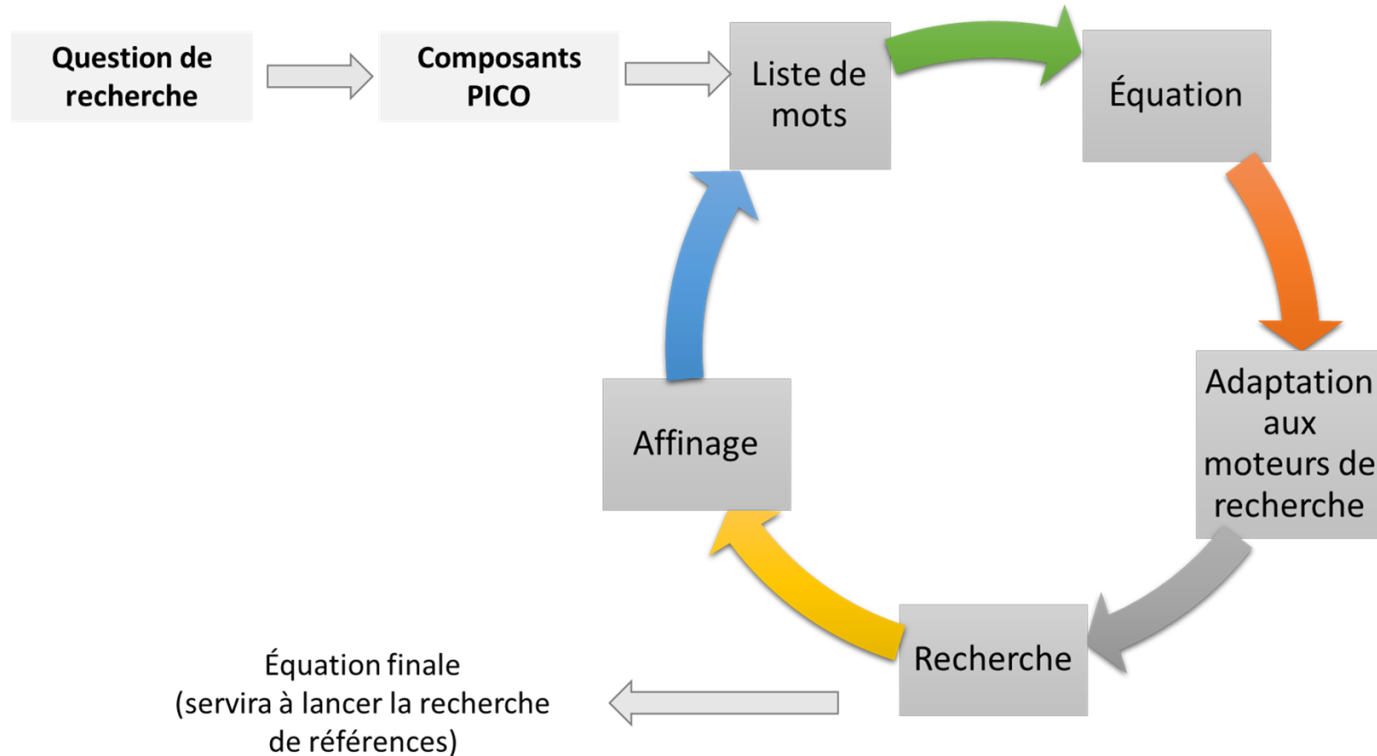 Question de
recherche
Composants
PICO
Liste de
mots
Équation
Adaptation
aux
moteurs de
recherche
Recherche
Affinage
Équation finale
(servira à lancer la recherche
de références)